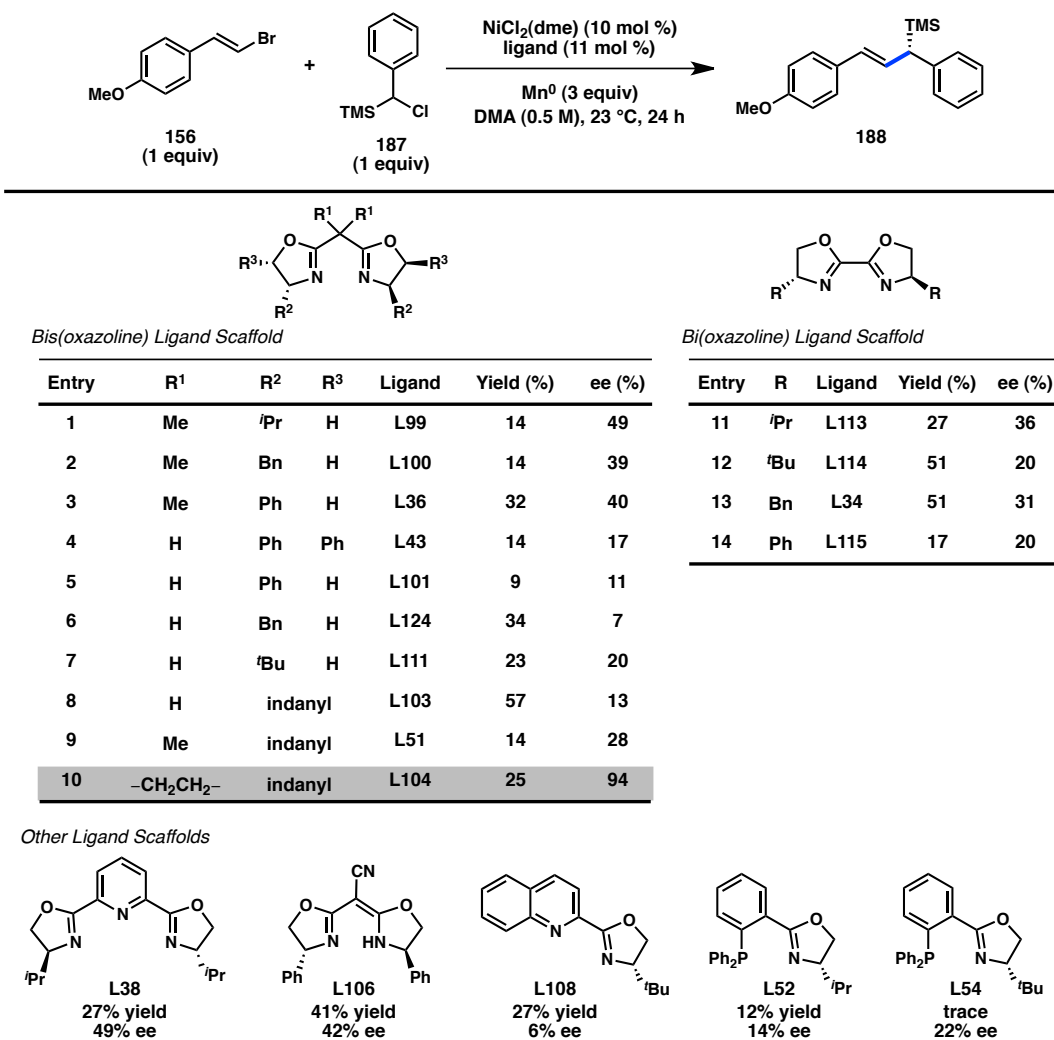 NiCl2(dme) (10 mol %)
ligand (11 mol %)
Mn0 (3 equiv)
DMA (0.5 M), 23 °C, 24 h
Br
MeO
156
(1 equiv)
+
TMS
Cl
187
(1 equiv)
TMS
MeO
188
R1 R1
O O
R3 N N R3
R2 R2
Bis(oxazoline) Ligand Scaffold
Entry R1 R2 R3 Ligand Yield (%) ee (%)
1 Me iPr H L99 14 49
2 Me Bn H L100 14 39
3 Me Ph H L36 32 40
4 H Ph Ph L43 14 17
5 H Ph H L101 9 11
6 H Bn H L124 34 7
7 H tBu H L111 23 20
8 H indanyl L103 57 13
9 Me indanyl L51 14 28
10 –CH2CH2– indanyl L104 25 94
O O
N N
R R
Bi(oxazoline) Ligand Scaffold
Entry R Ligand Yield (%) ee (%)
11 iPr L113 27 36
12 tBu L114 51 20
13 Bn L34 51 31
14 Ph L115 17 20
Other Ligand Scaffolds
O N O
N N
iPr iPr
L38
27% yield
49% ee
CN
O O
N HN
Ph Ph
L106
41% yield
42% ee
N O
N
tBu
L108
27% yield
6% ee
O
Ph2P N
iPr
L52
12% yield
14% ee
O
Ph2P N
tBu
L54
trace
22% ee